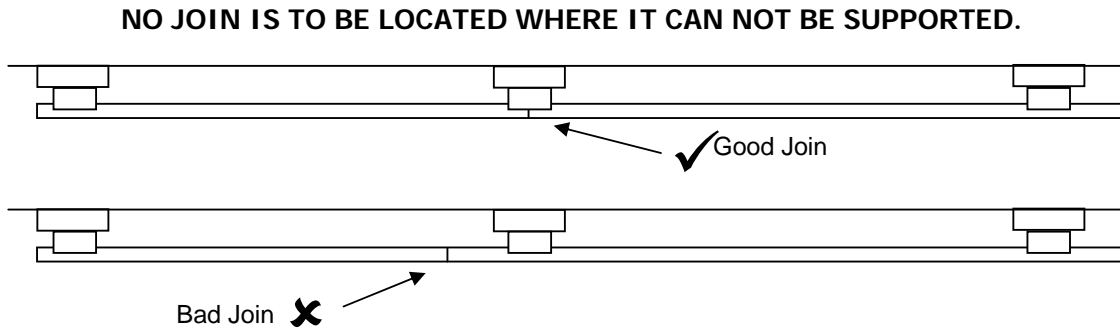 NO JOIN IS TO BE LOCATED WHERE IT CAN NOT BE SUPPORTED.
Good Join
Bad Join